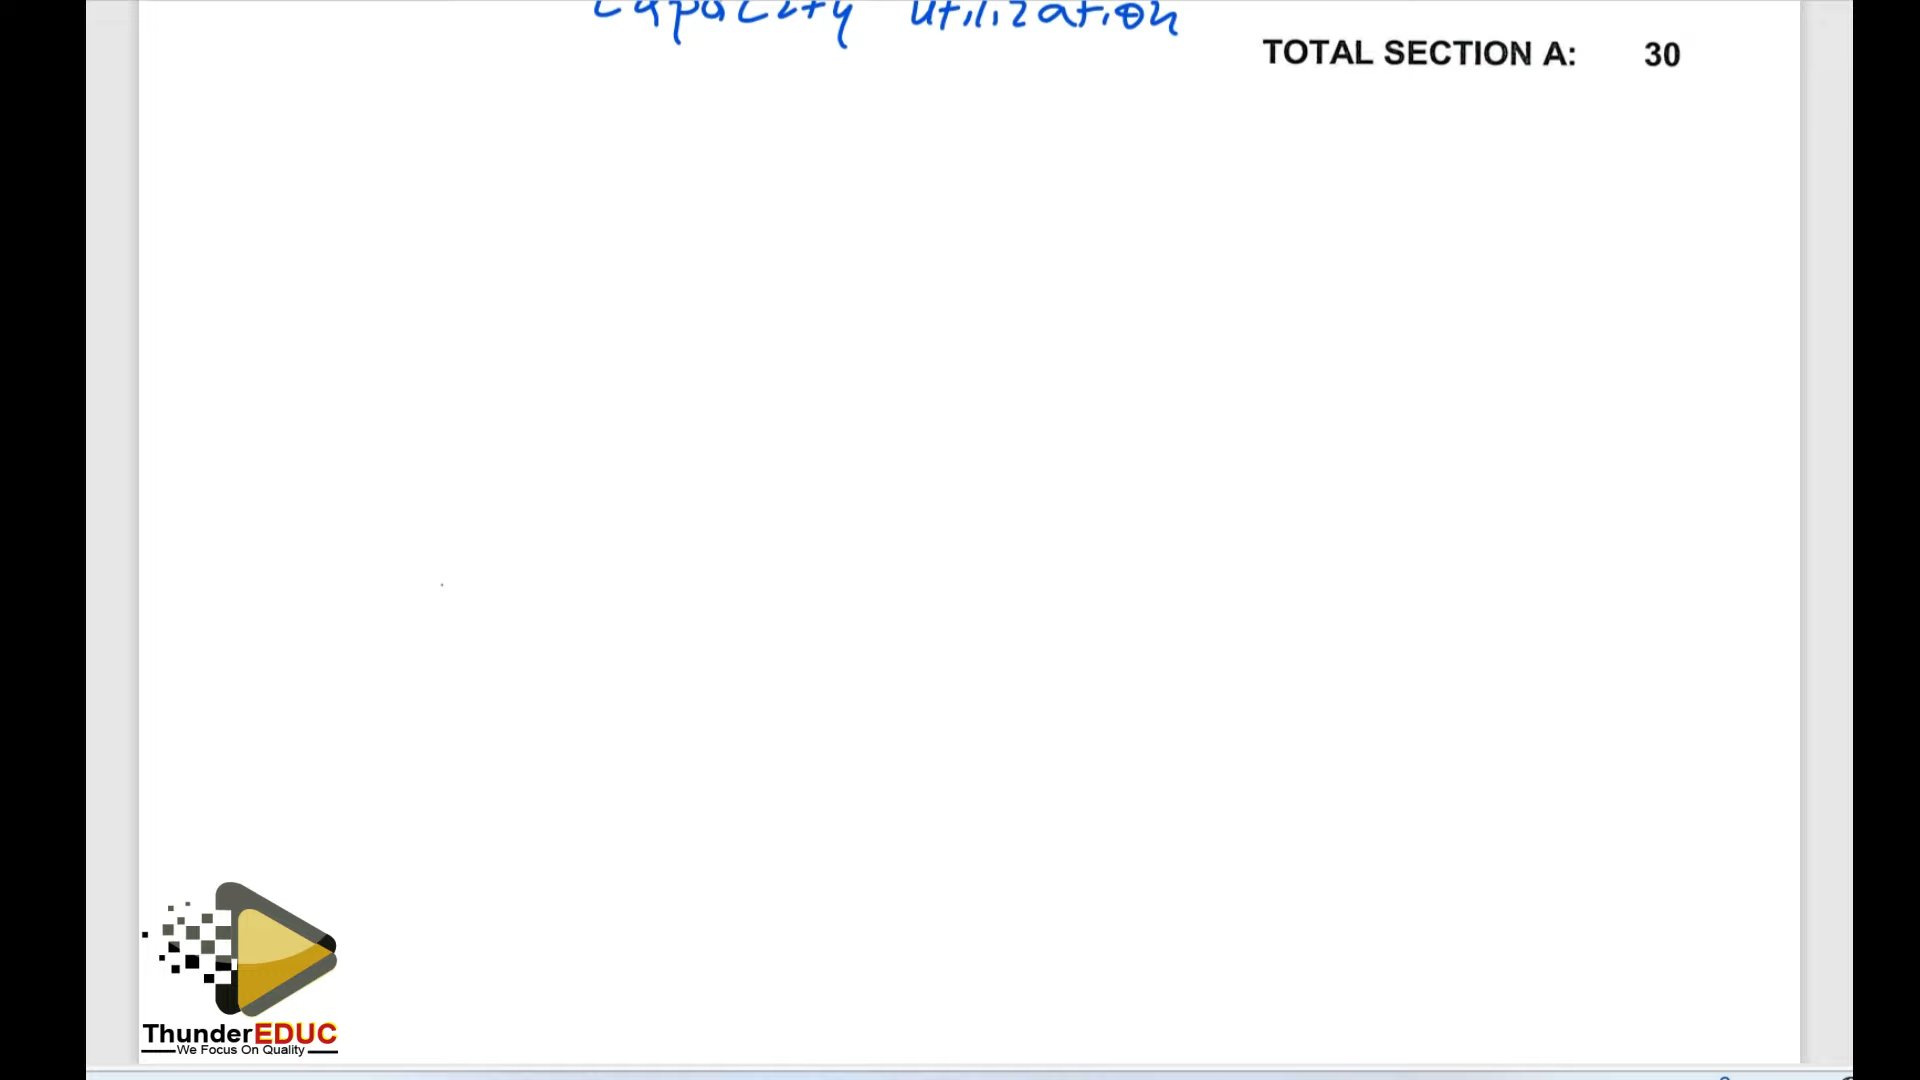 capacity utilization
TOTAL SECTION A: 30
ThunderEDUC
We Focus On Quality